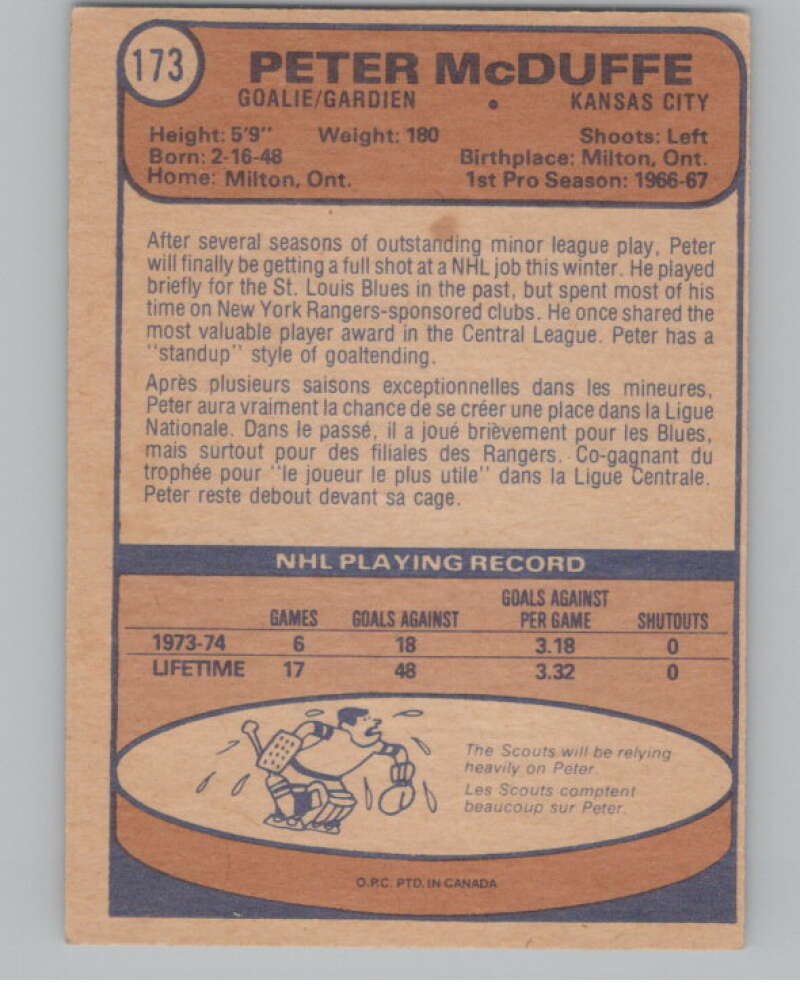 173
PETER McDUFFE
GOALIE/GARDIEN • KANSAS CITY
Height: 5'9" Weight: 180 Shoots: Left
Born: 2-16-48 Birthplace: Milton, Ont.
Home: Milton, Ont. 1st Pro Season: 1966-67
After several seasons of outstanding minor league play, Peter
will finally be getting a full shot at a NHL job this winter. He played
briefly for the St. Louis Blues in the past, but spent most of his
time on New York Rangers-sponsored clubs. He once shared the
most valuable player award in the Central League. Peter has a
"standup" style of goaltending.
Après plusieurs saisons exceptionnelles dans les mineures,
Peter aura vraiment la chance de se créer une place dans la Ligue
Nationale. Dans le passé, il a joué brièvement pour les Blues,
mais surtout pour des filiales des Rangers. Co-gagnant du
trophée pour "le joueur le plus utile" dans la Ligue Centrale.
Peter reste debout devant sa cage.
NHL PLAYING RECORD
GAMES GOALS AGAINST GOALS AGAINST PER GAME SHUTOUTS
1973-74 6 18 3.18 0
LIFETIME 17 48 3.32 0
The Scouts will be relying
heavily on Peter.
Les Scouts comptent
beaucoup sur Peter.
O.P.C. PTD. IN CANADA